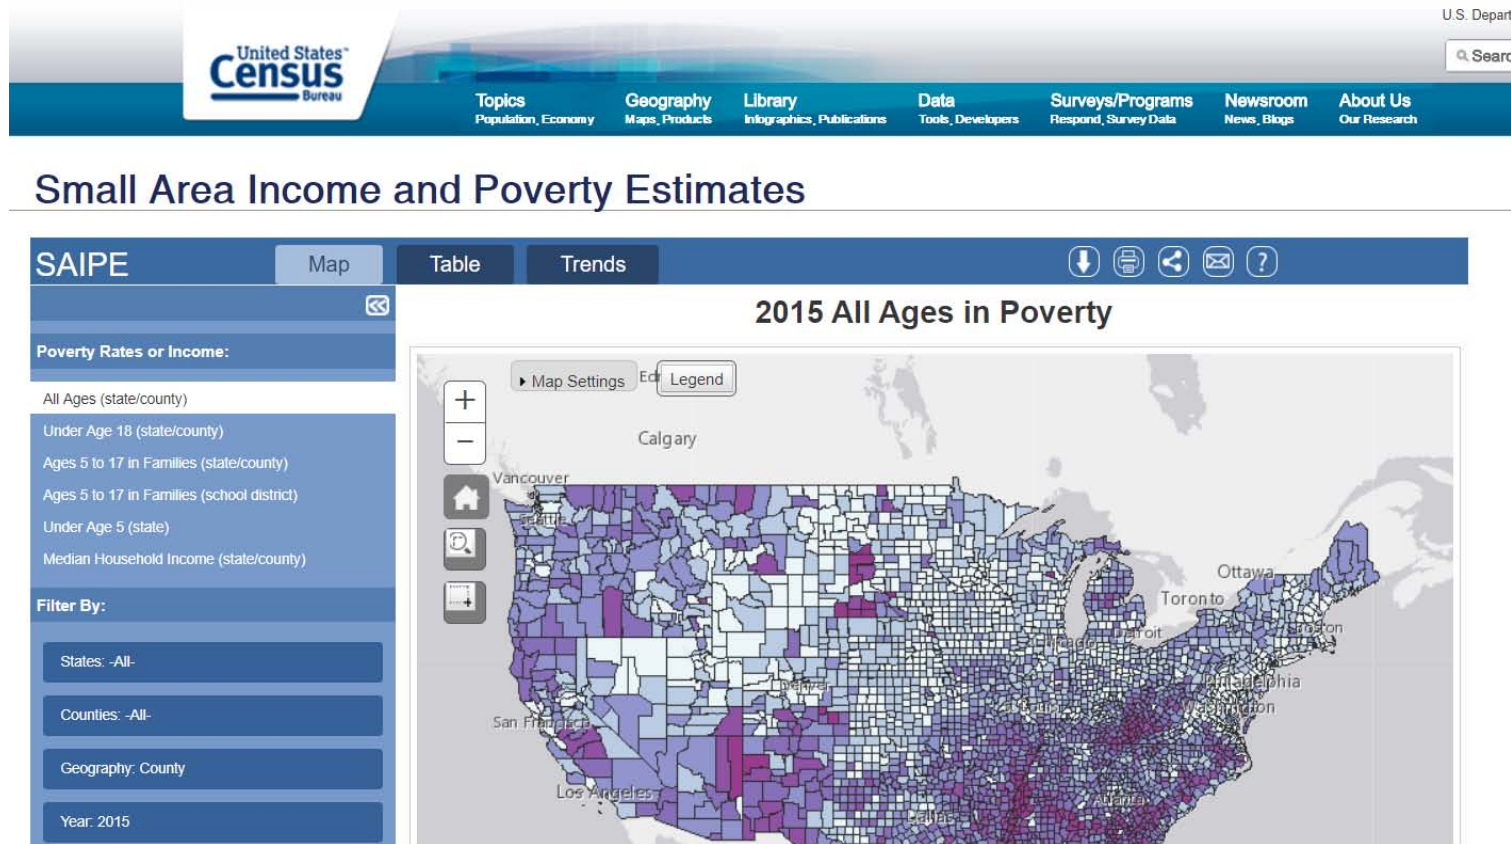 U.S. Depart
United States™
Census
Bureau
Searc
Topics
Population, Economy
Geography
Maps, Products
Library
Infographics, Publications
Data
Tools, Developers
Surveys/Programs
Respond, Survey Data
Newsroom
News, Blogs
About Us
Our Research
Small Area Income and Poverty Estimates
SAIPE
Map
Table
Trends
?
2015 All Ages in Poverty
Poverty Rates or Income:
All Ages (state/county)
Under Age 18 (state/county)
Ages 5 to 17 in Families (state/county)
Ages 5 to 17 in Families (school district)
Under Age 5 (state)
Median Household Income (state/county)
Filter By:
States: -All-
Counties: -All-
Geography: County
Year: 2015
+
−
Map Settings
Legend
Calgary
Vancouver
Seattle
Ottawa
Toronto
Detroit
Chicago
Boston
Philadelphia
Washington
Denver
San Francisco
Los Angeles
Atlanta
Dallas